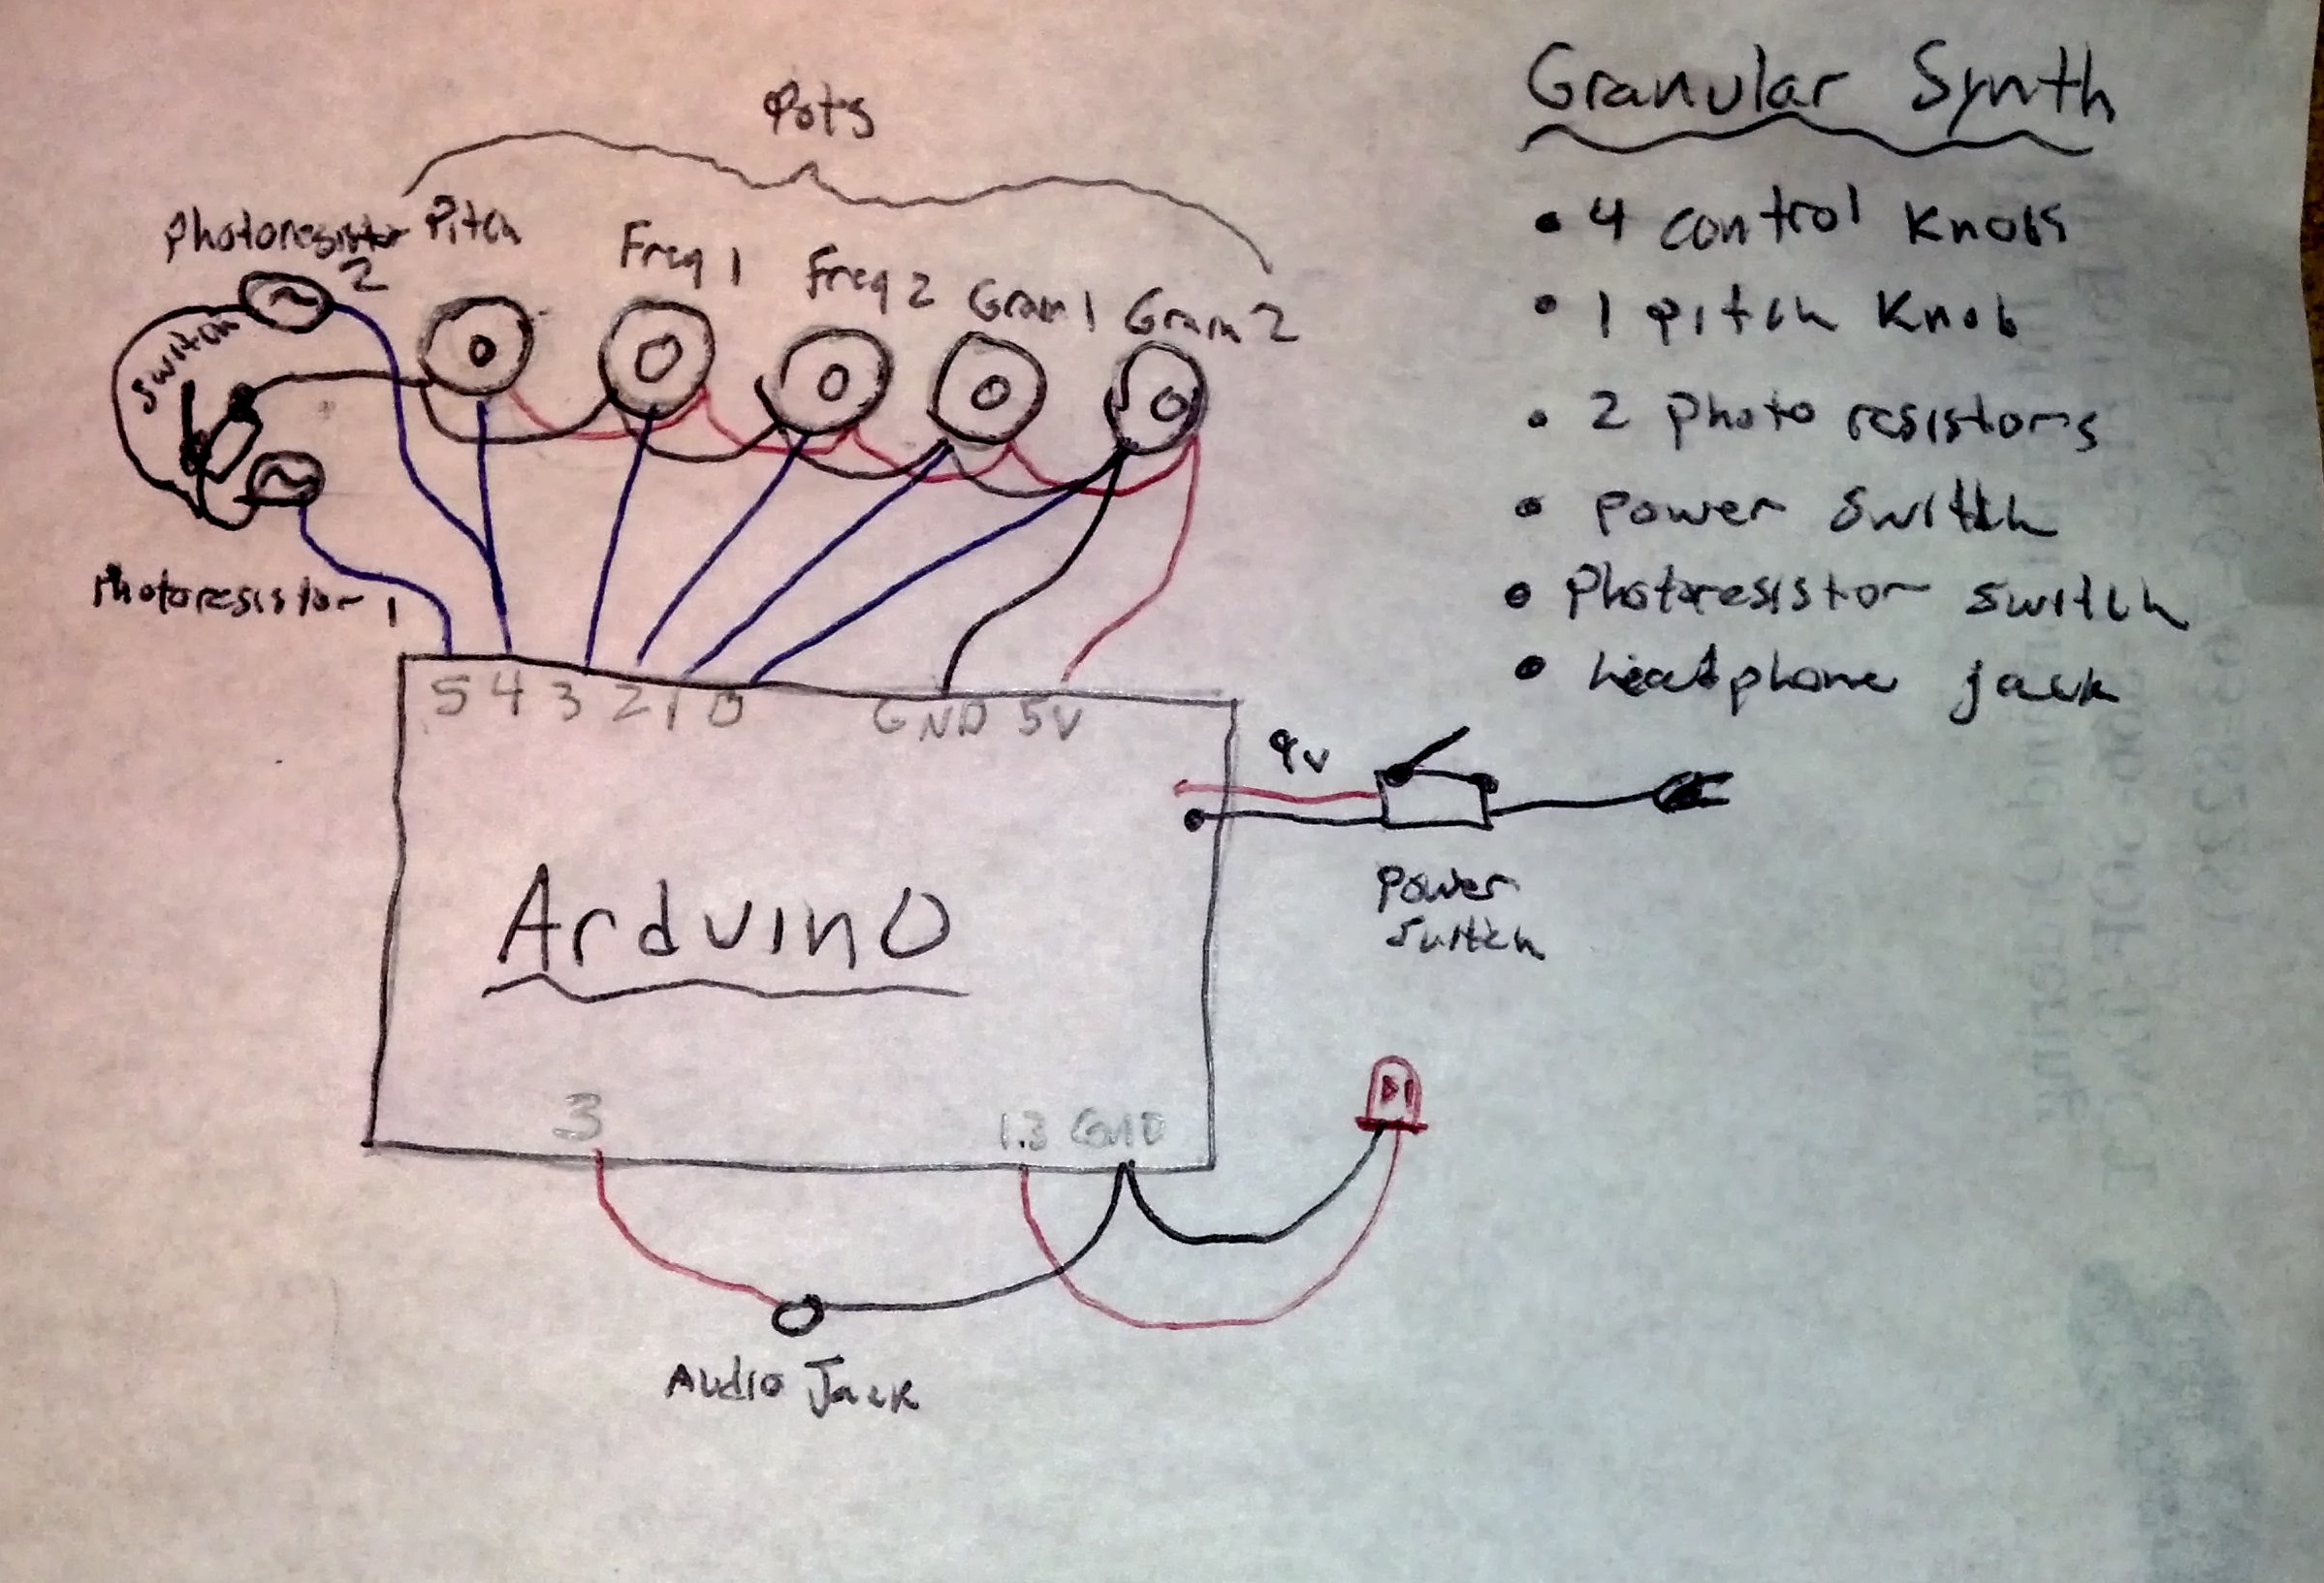 Granular Synth
• 4 control Knobs
• 1 pitch Knob
• 2 photo resistors
• power switch
• Photoresistor switch
• headphone jack
Pots
Photoresistor
2
Pitch
Freq 1
Freq 2
Grain 1
Grain 2
Switch
Photoresistor 1
5 4 3 2 1 0 GND 5V
9v
Power
Switch
Arduino
3
13 GND
Audio Jack